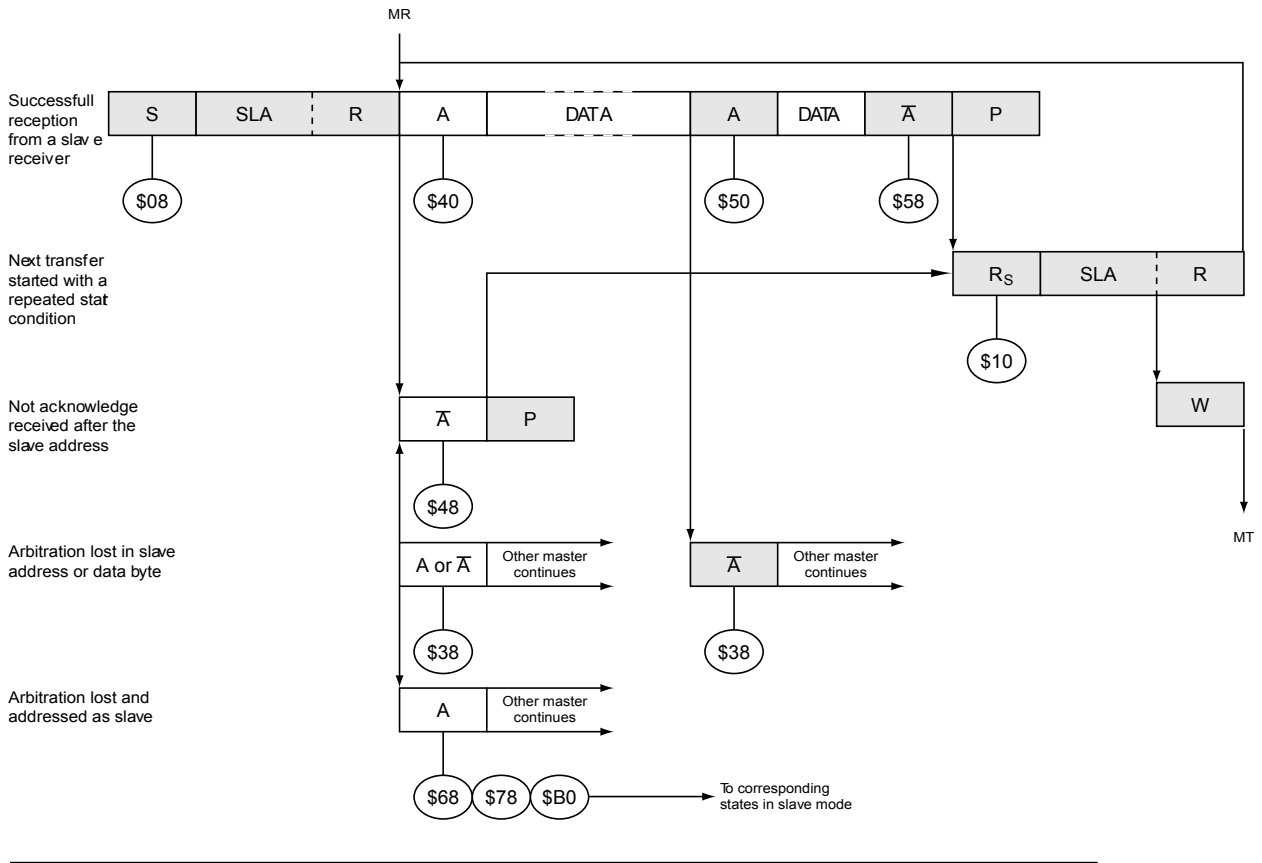 MR
Successfull
reception
from a slav e
receiver
S SLA R A DATA A DATA A̅ P
$08 $40 $50 $58
Next transfer
started with a
repeated start
condition
RS SLA R
$10
Not acknowledge
received after the
slave address
A̅ P
W
$48
MT
Arbitration lost in slave
address or data byte
A or A̅ Other master
continues
A̅ Other master
continues
$38 $38
Arbitration lost and
addressed as slave
A Other master
continues
$68 $78 $B0 To corresponding
states in slave mode